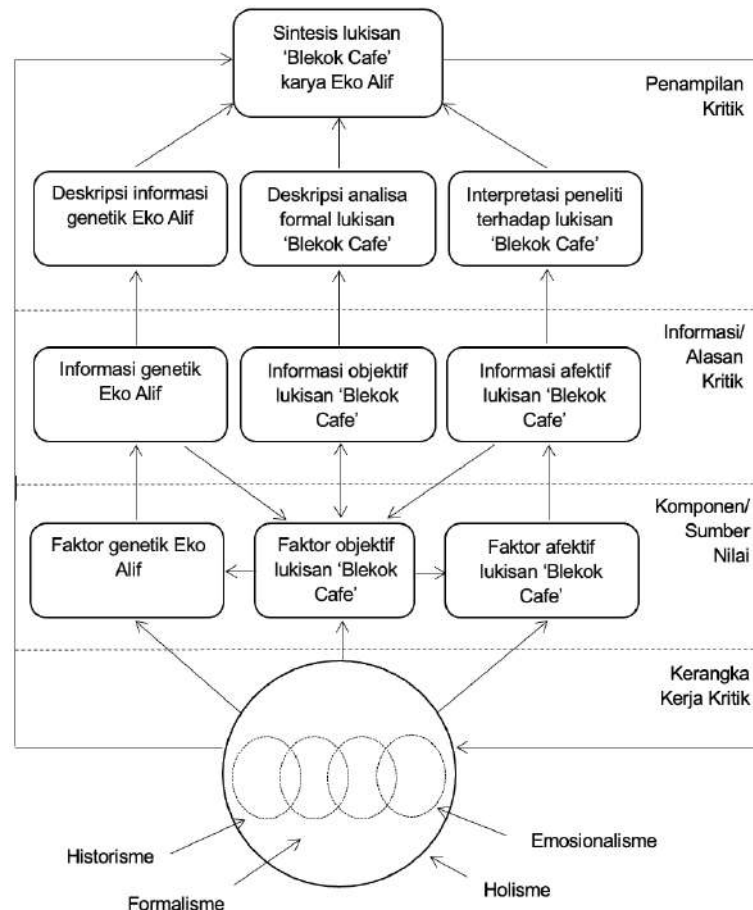 Sintesis lukisan
'Blekok Cafe'
karya Eko Alif
Penampilan
Kritik
Deskripsi informasi
genetik Eko Alif
Deskripsi analisa
formal lukisan
'Blekok Cafe'
Interpretasi peneliti
terhadap lukisan
'Blekok Cafe'
Informasi/
Alasan
Kritik
Informasi genetik
Eko Alif
Informasi objektif
lukisan 'Blekok
Cafe'
Informasi afektif
lukisan 'Blekok
Cafe'
Komponen/
Sumber
Nilai
Faktor genetik Eko
Alif
Faktor objektif
lukisan 'Blekok
Cafe'
Faktor afektif
lukisan 'Blekok
Cafe'
Kerangka
Kerja Kritik
Historisme
Formalisme
Emosionalisme
Holisme